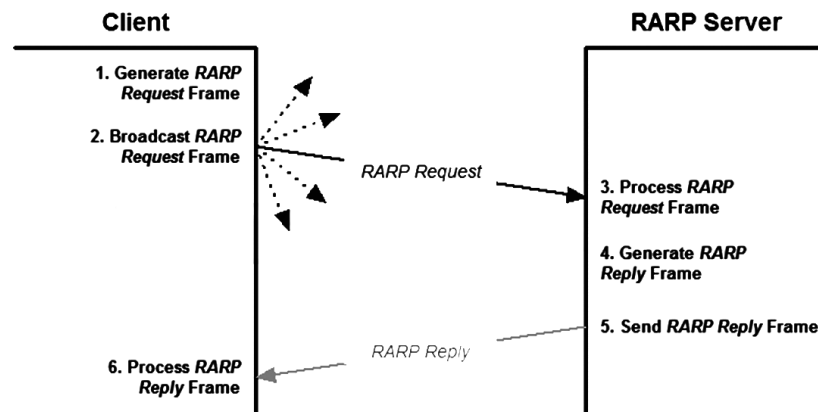 Client
RARP Server
1. Generate RARP
Request Frame
2. Broadcast RARP
Request Frame
RARP Request
3. Process RARP
Request Frame
4. Generate RARP
Reply Frame
5. Send RARP Reply Frame
RARP Reply
6. Process RARP
Reply Frame